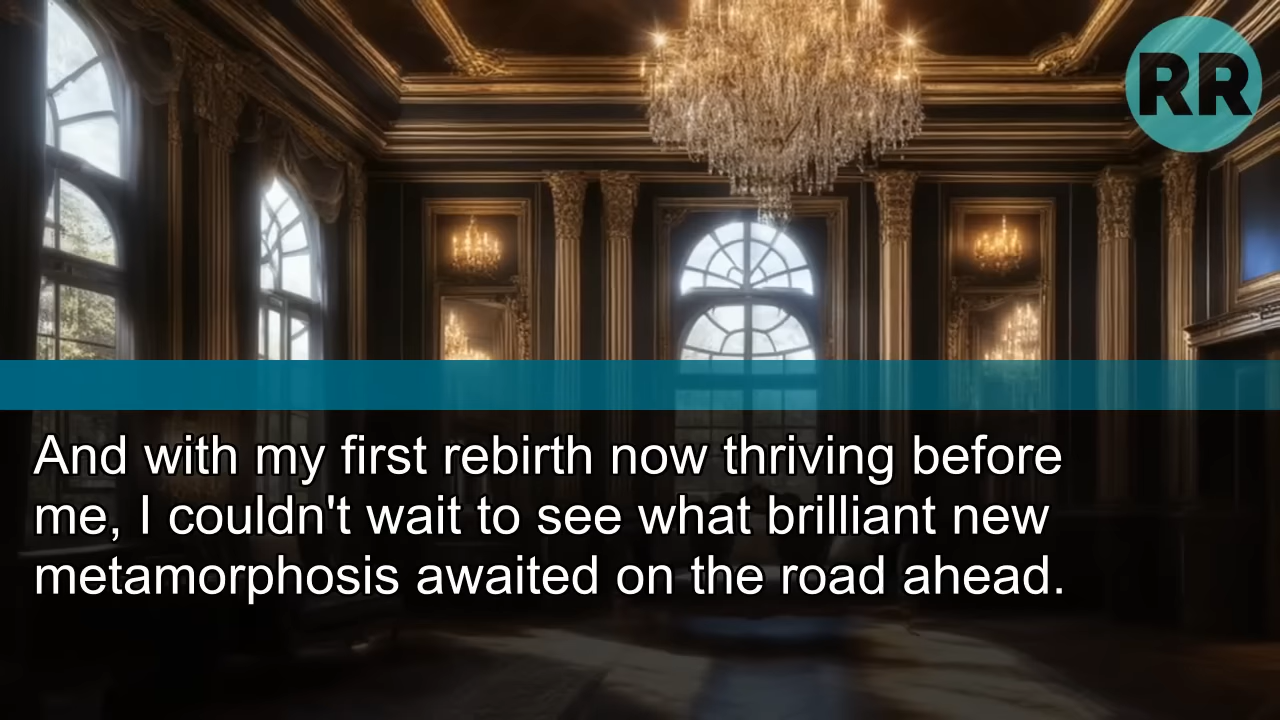 RR
And with my first rebirth now thriving before
me, I couldn't wait to see what brilliant new
metamorphosis awaited on the road ahead.